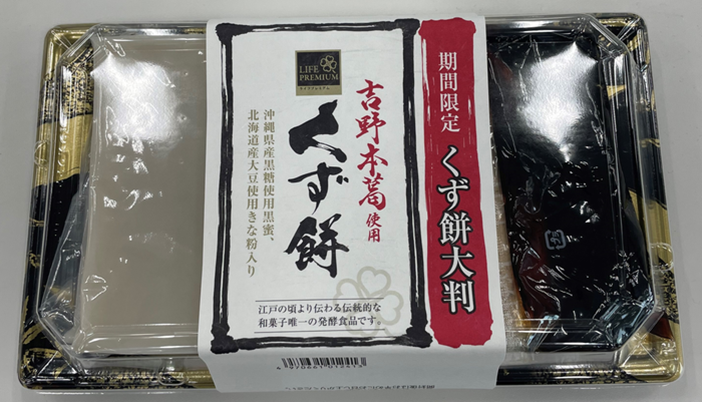 期間限定 くず餅大判
LIFE
PREMIUM
ライフプレミアム
吉野本葛使用
くず餅
沖縄県産黒糖使用黒蜜、
北海道産大豆使用きな粉入り
江戸の頃より伝わる伝統的な
和菓子唯一の発酵食品です。
4 970661 012413